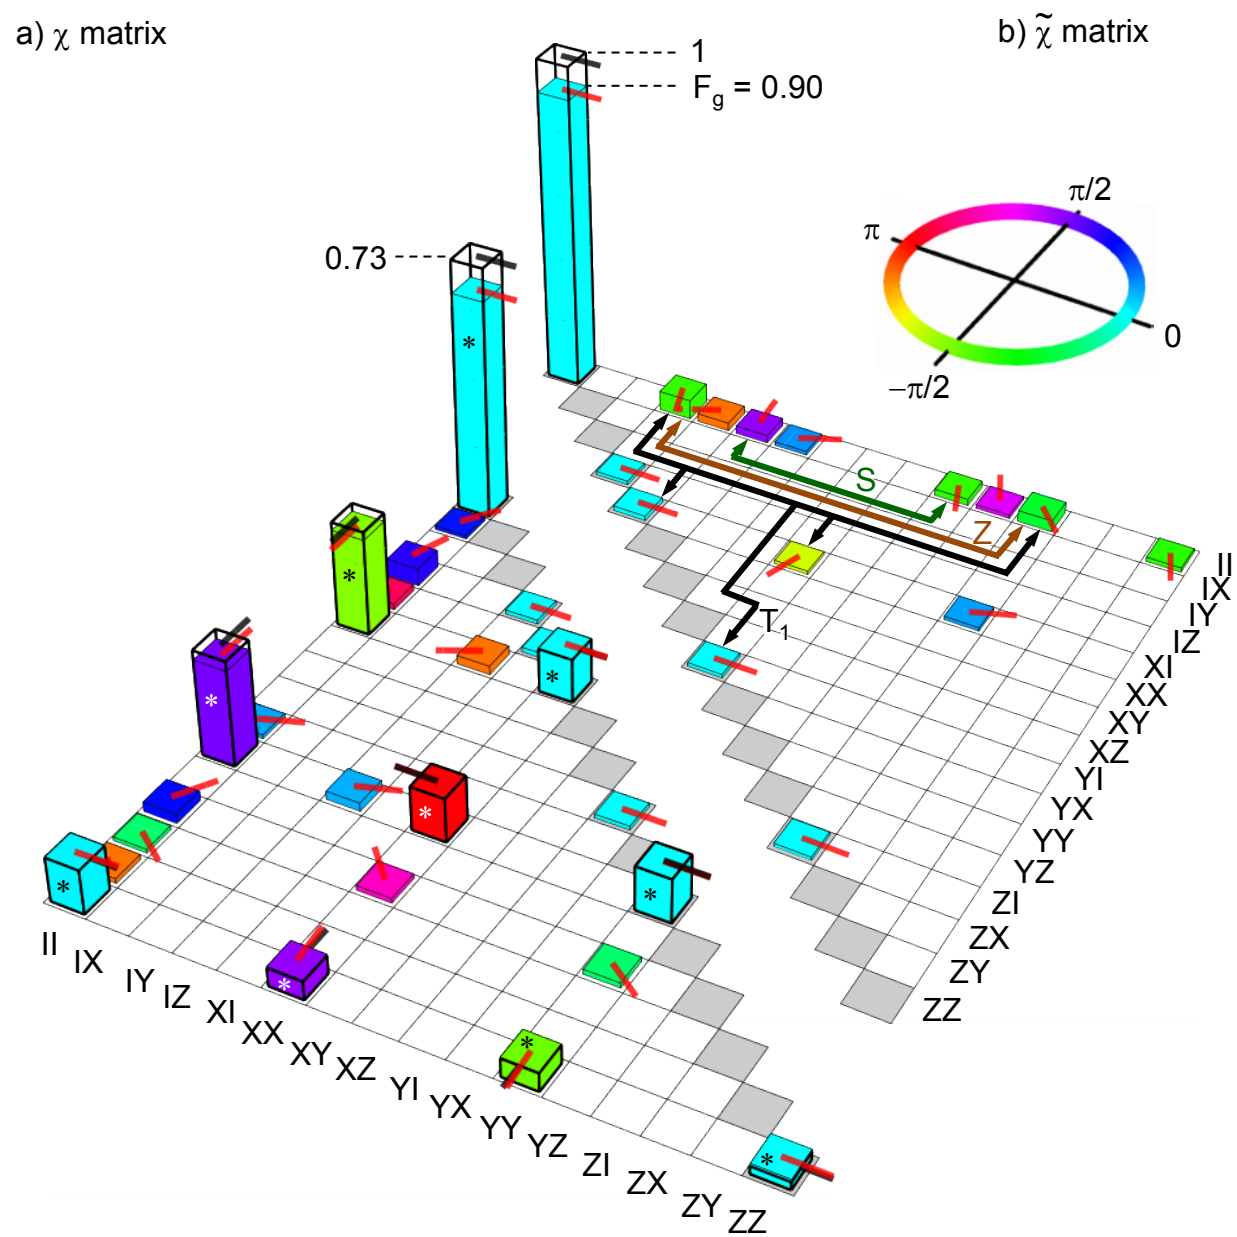 a) χ matrix
b) χ̃ matrix
1
F_g = 0.90
0.73
π/2
π
0
−π/2
S
Z
T_1
II
IX
IY
IZ
XI
XX
XY
XZ
YI
YX
YY
YZ
ZI
ZX
ZY
ZZ
*
*
*
*
*
*
*
*
*
*
II
IX
IY
IZ
XI
XX
XY
XZ
YI
YX
YY
YZ
ZI
ZX
ZY
ZZ